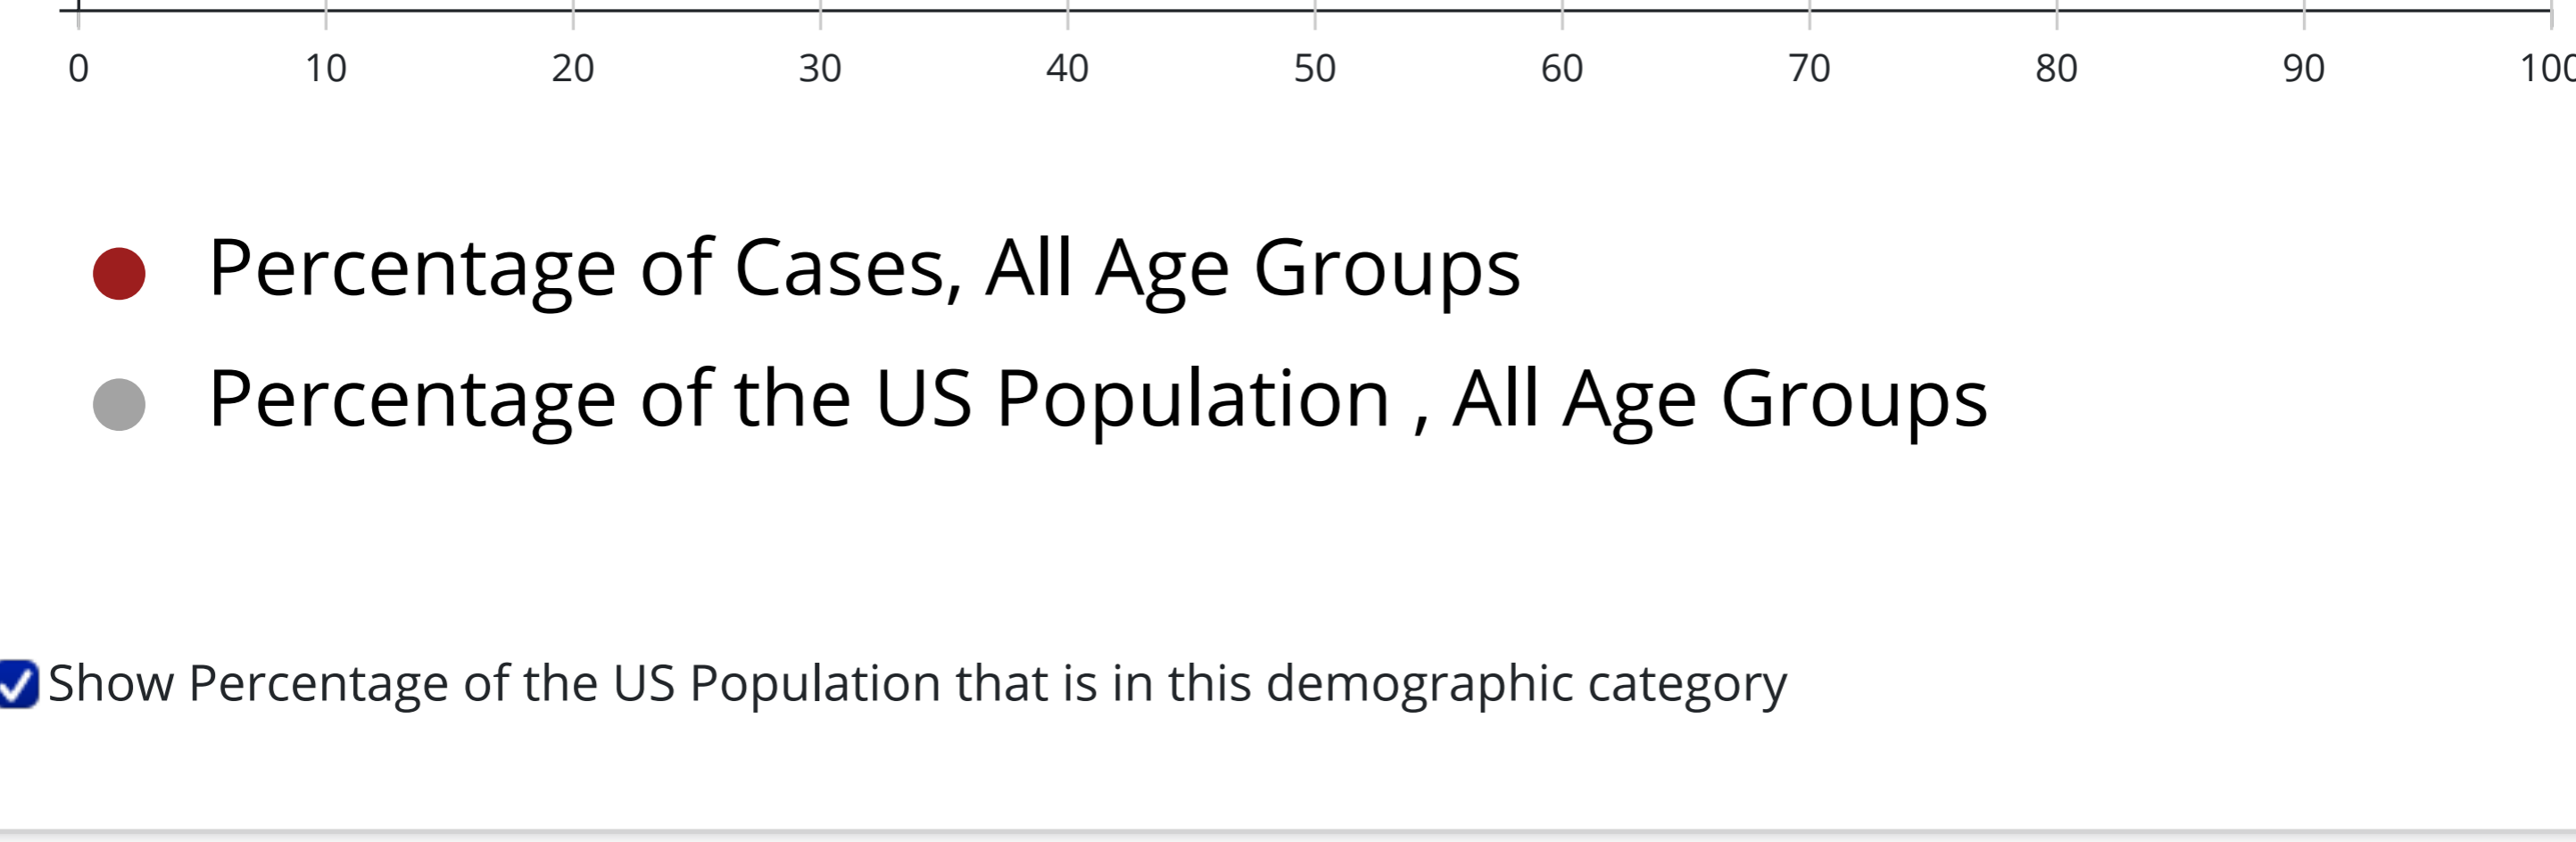 0 10 20 30 40 50 60 70 80 90 100
Percentage of Cases, All Age Groups
Percentage of the US Population , All Age Groups
Show Percentage of the US Population that is in this demographic category